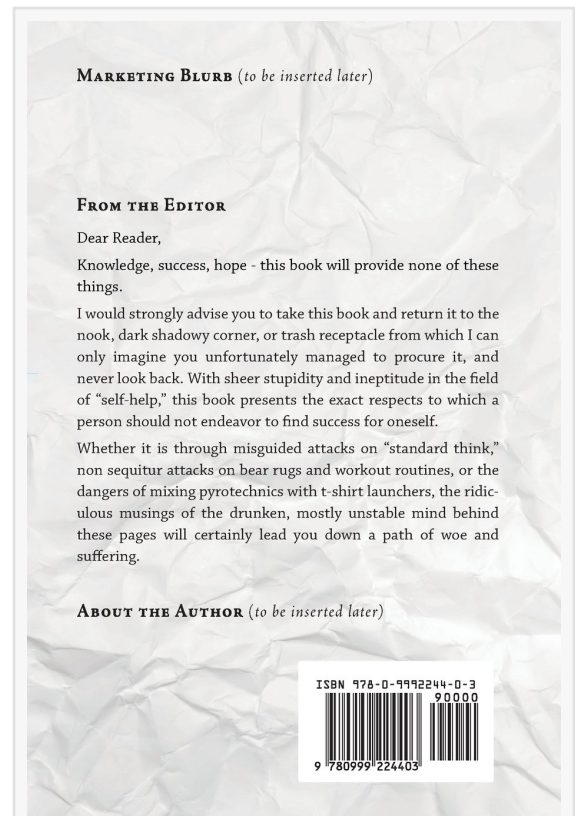 MARKETING BLURB (to be inserted later)
FROM THE EDITOR
Dear Reader,
Knowledge, success, hope - this book will provide none of these
things.
I would strongly advise you to take this book and return it to the
nook, dark shadowy corner, or trash receptacle from which I can
only imagine you unfortunately managed to procure it, and
never look back. With sheer stupidity and ineptitude in the field
of “self-help,” this book presents the exact respects to which a
person should not endeavor to find success for oneself.
Whether it is through misguided attacks on “standard think,”
non sequitur attacks on bear rugs and workout routines, or the
dangers of mixing pyrotechnics with t-shirt launchers, the ridic-
ulous musings of the drunken, mostly unstable mind behind
these pages will certainly lead you down a path of woe and
suffering.
ABOUT THE AUTHOR (to be inserted later)
ISBN 978-0-9992244-0-3
90000
9 780999 224403